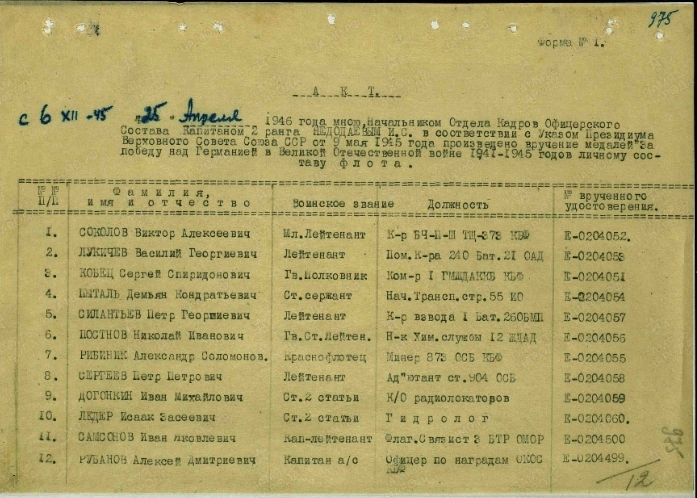 975
Форма № 1.
А К Т.
с 6 XII -45 "25" Апреля 1946 года мною, Начальником Отдела Кадров Офицерского
Состава Капитаном 2 ранга НЕДОДАЕВЫМ И.С. в соответствии с Указом Президиума
Верховного Совета Союза ССР от 9 мая 1945 года произведено вручение медалей "За
победу над Германией в Великой Отечественной войне 1941-1945 годов личному сос-
таву флота.
№ № П/П Фамилия, имя и отчество Воинское звание Должность № врученного удостоверения.
1. СОКОЛОВ Виктор Алексеевич Мл.Лейтенант К-р БЧ-П-Ш ТЩ-373 КБФ Е-0204052.
2. ЛУКИЧЕВ Василий Георгиевич Лейтенант Пом.К-ра 240 Бат.21 ОАД Е-0204053
3. КОБЕЦ Сергей Спиридонович Гв.Полковник Ком-р 1 КБФ Е-0204051
4. Демьян Кондратьевич Ст.сержант Нач.Трансп.стр.55 Е-0204054
5. СИЛАНТЬЕВ Петр Георгиевич Лейтенант К-р взвода 1 Бат.260БМП Е-0204057
6. ПОСТНОВ Николай Иванович Гв.Ст.Лейтен. Н-к Хим.службы 12 Е-0204056
7. РИБИНИК Александр Соломонов. Краснофлотец Минер 873 ОСБ КБФ Е-0204055
8. СЕРГЕЕВ Петр Петрович Лейтенант Ад"ютант ст.904 ОСБ Е-0204058
9. ДОГОНКИН Иван Михайлович Ст.2 статьи К/О радиолокаторов Е-0204059
10. ЛЕДЕР Исаак Засеевич Ст.2 статьи Гидролог Е-0204060.
11. САМСОНОВ Иван Яковлевич Кап-лейтенант Флаг.Связист 3 БТР ОМОР Е-0204500
12. РУБАНОВ Алексей Дмитриевич Капитан а/с Офицер по наградам ОКОС КБФ Е-0204499.
975
12